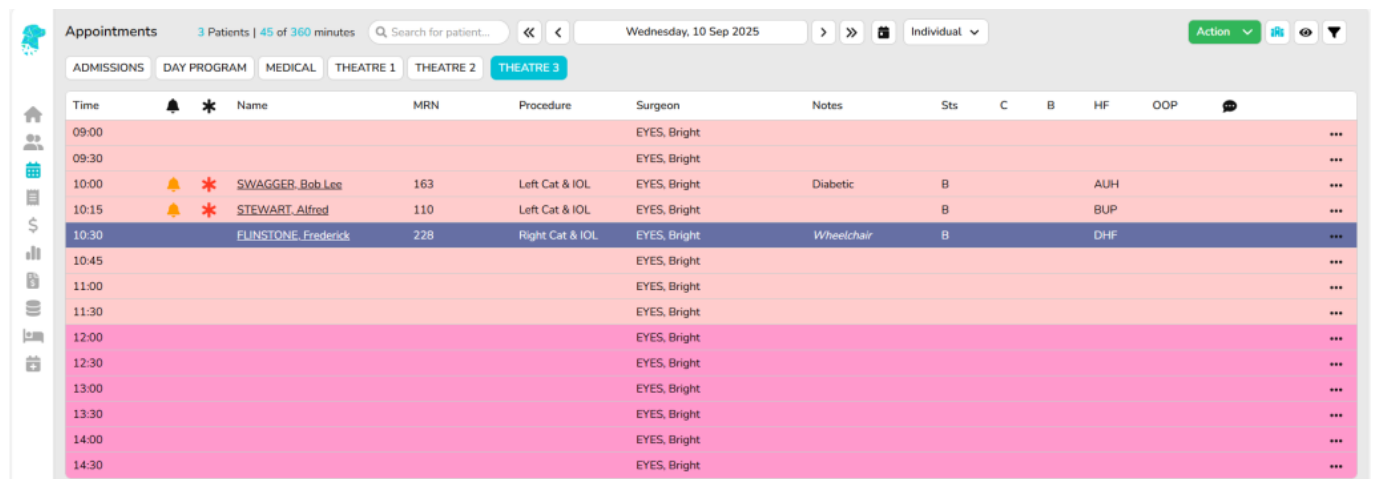 Appointments 3 Patients | 45 of 360 minutes Search for patient... Wednesday, 10 Sep 2025 Individual Action
ADMISSIONS DAY PROGRAM MEDICAL THEATRE 1 THEATRE 2 THEATRE 3
Time Name MRN Procedure Surgeon Notes Sts C B HF OOP
09:00 EYES, Bright
09:30 EYES, Bright
10:00 SWAGGER, Bob Lee 163 Left Cat & IOL EYES, Bright Diabetic B AUH
10:15 STEWART, Alfred 110 Left Cat & IOL EYES, Bright B BUP
10:30 FLINSTONE, Frederick 228 Right Cat & IOL EYES, Bright Wheelchair B DHF
10:45 EYES, Bright
11:00 EYES, Bright
11:30 EYES, Bright
12:00 EYES, Bright
12:30 EYES, Bright
13:00 EYES, Bright
13:30 EYES, Bright
14:00 EYES, Bright
14:30 EYES, Bright